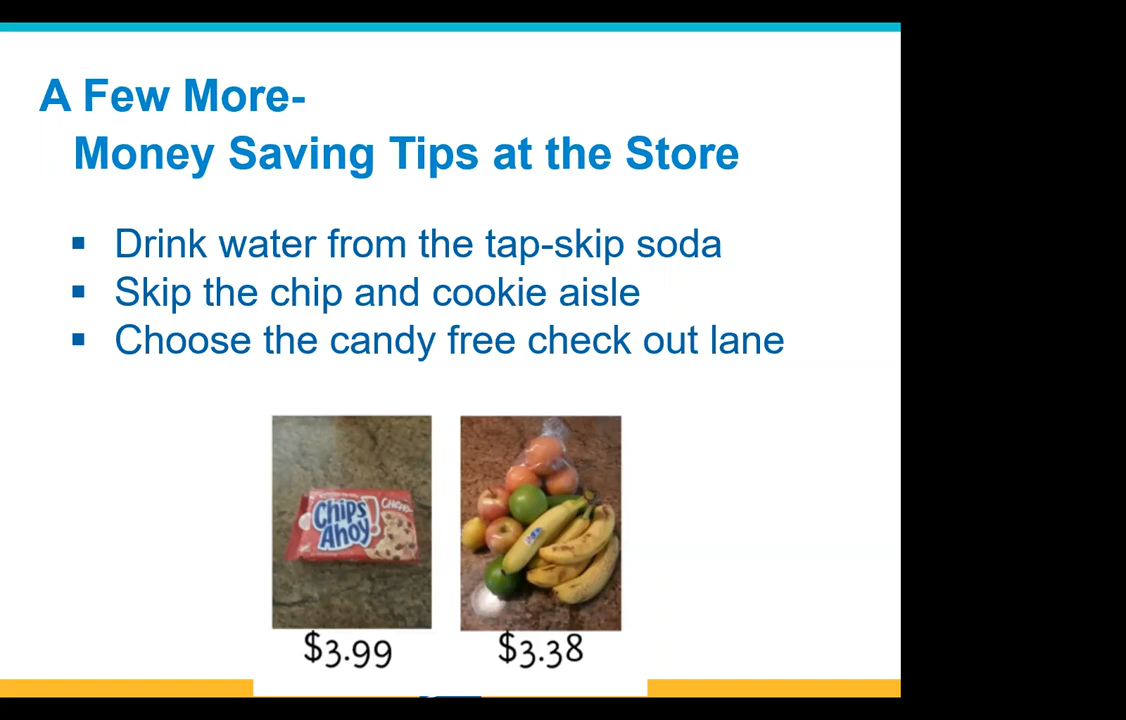 A Few More-
Money Saving Tips at the Store
▪ Drink water from the tap-skip soda
▪ Skip the chip and cookie aisle
▪ Choose the candy free check out lane
Chips
Ahoy!
$3.99
$3.38